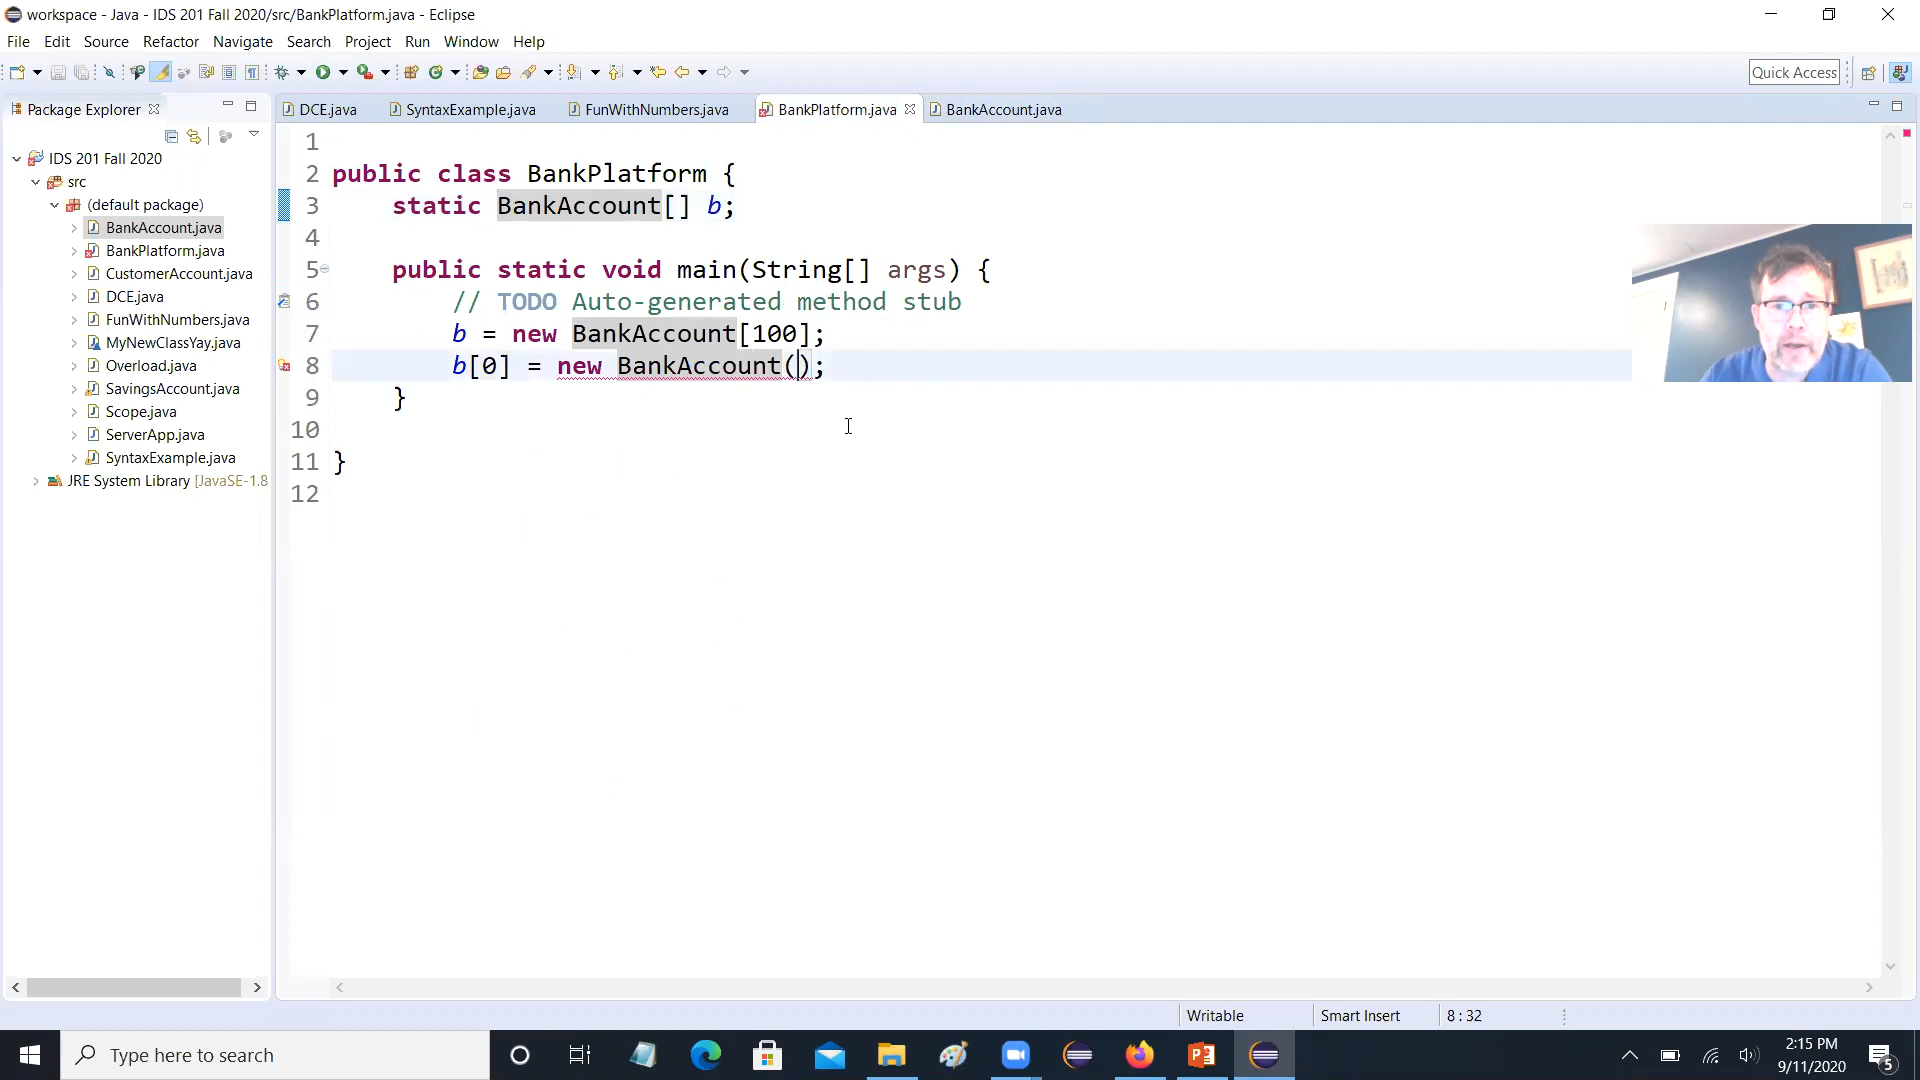 workspace - Java - IDS 201 Fall 2020/src/BankPlatform.java - Eclipse
File Edit Source Refactor Navigate Search Project Run Window Help
Quick Access
Package Explorer
DCE.java SyntaxExample.java FunWithNumbers.java BankPlatform.java BankAccount.java
IDS 201 Fall 2020
src
(default package)
BankAccount.java
BankPlatform.java
CustomerAccount.java
DCE.java
FunWithNumbers.java
MyNewClassYay.java
Overload.java
SavingsAccount.java
Scope.java
ServerApp.java
SyntaxExample.java
JRE System Library [JavaSE-1.8
1
2 public class BankPlatform {
3 static BankAccount[] b;
4
5 public static void main(String[] args) {
6 // TODO Auto-generated method stub
7 b = new BankAccount[100];
8 b[0] = new BankAccount();
9 }
10
11 }
12
Writable Smart Insert 8 : 32
Type here to search
2:15 PM
9/11/2020
5